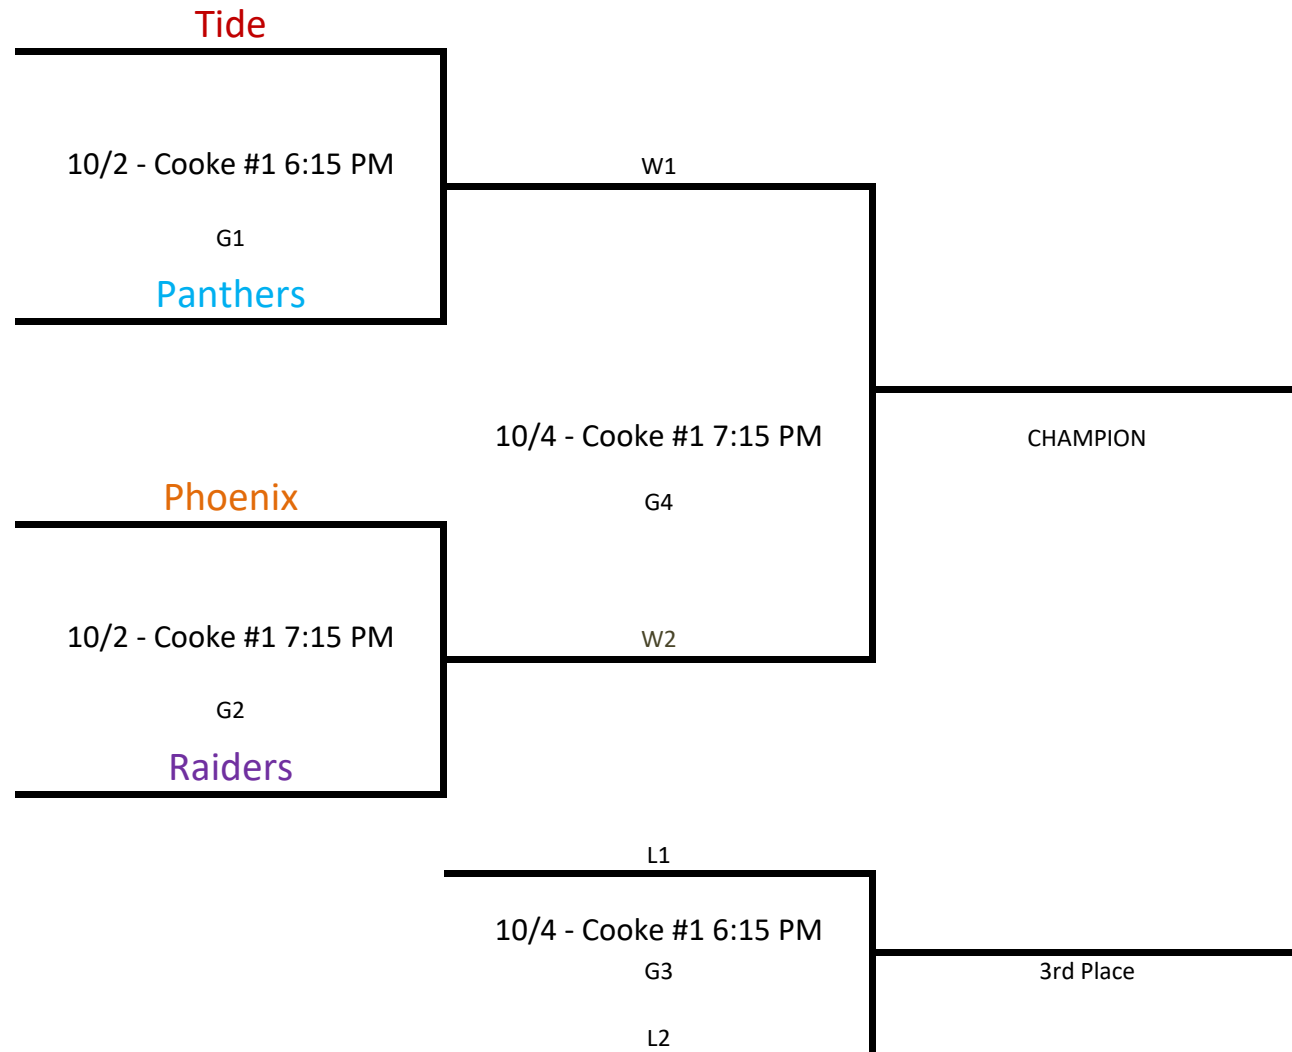 Tide
10/2 - Cooke #1 6:15 PM
W1
G1
Panthers
10/4 - Cooke #1 7:15 PM
CHAMPION
Phoenix
G4
10/2 - Cooke #1 7:15 PM
W2
G2
Raiders
L1
10/4 - Cooke #1 6:15 PM
G3
3rd Place
L2